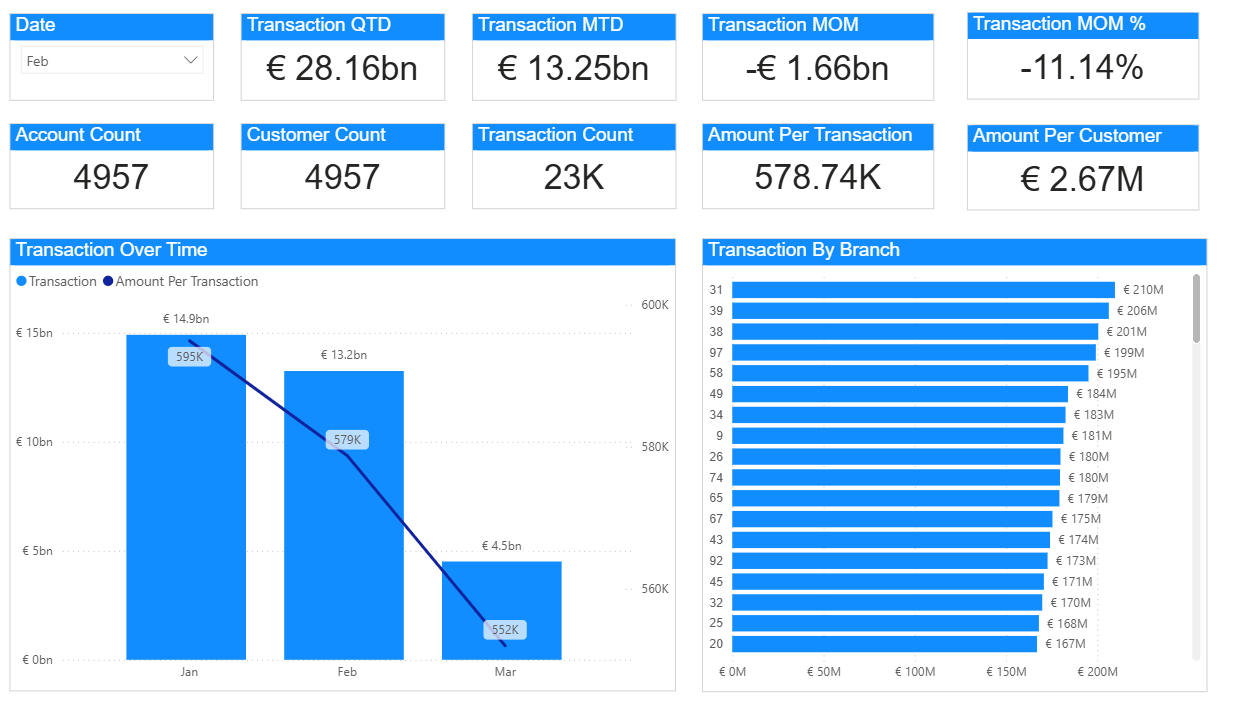 Date
Feb
Transaction QTD
€ 28.16bn
Transaction MTD
€ 13.25bn
Transaction MOM
-€ 1.66bn
Transaction MOM %
-11.14%
Account Count
4957
Customer Count
4957
Transaction Count
23K
Amount Per Transaction
578.74K
Amount Per Customer
€ 2.67M
Transaction Over Time
Transaction Amount Per Transaction
600K
€ 14.9bn
€ 15bn
595K
€ 13.2bn
579K
€ 10bn
580K
€ 5bn
€ 4.5bn
560K
552K
€ 0bn
Jan Feb Mar
Transaction By Branch
31 € 210M
39 € 206M
38 € 201M
97 € 199M
58 € 195M
49 € 184M
34 € 183M
9 € 181M
26 € 180M
74 € 180M
65 € 179M
67 € 175M
43 € 174M
92 € 173M
45 € 171M
32 € 170M
25 € 168M
20 € 167M
€ 0M € 50M € 100M € 150M € 200M